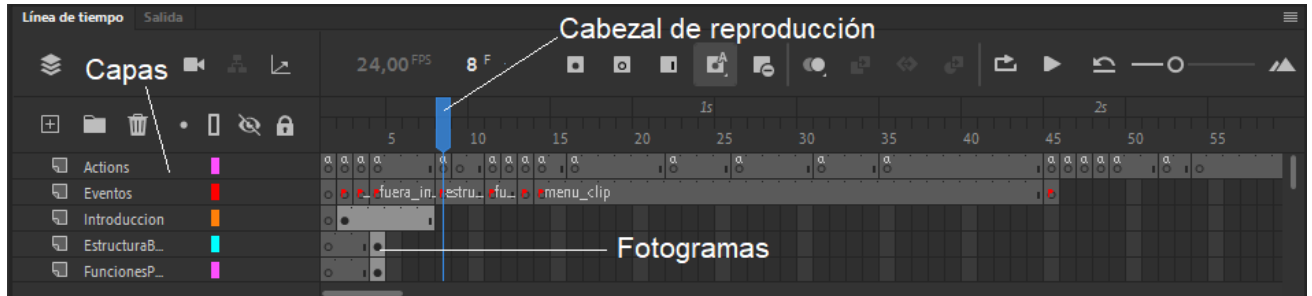 Línea de tiempo Salida
Cabezal de reproducción
Capas
24,00 FPS 8 F
1s 2s
5 10 15 20 25 30 35 40 45 50 55
Actions
Eventos fuera_in... estru... fu... menu_clip
Introduccion
EstructuraB...
Fotogramas
FuncionesP...